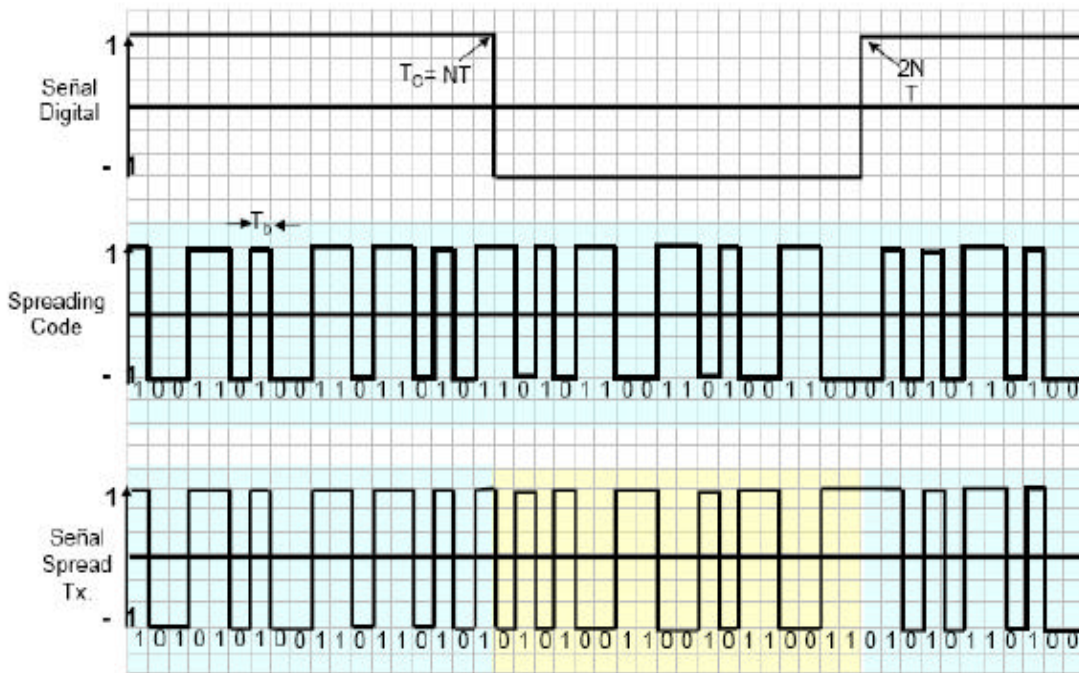 1
T_C= NT
2N
T
Señal
Digital
- 1
T_b
1
Spreading
Code
- 1
1 0 0 1 1 0 1 0 0 1 1 0 1 1 0 1 0 1 1 0 1 0 1 1 0 0 1 1 0 1 0 0 1 1 0 0 0 1 0 1 0 1 1 0 1 0 0
1
Señal
Spread
Tx.
- 1
1 0 1 0 1 0 1 0 0 1 1 0 1 1 0 1 0 1 0 1 0 1 0 0 1 1 0 0 1 0 1 1 0 0 1 1 0 1 0 1 0 1 1 0 1 0 0